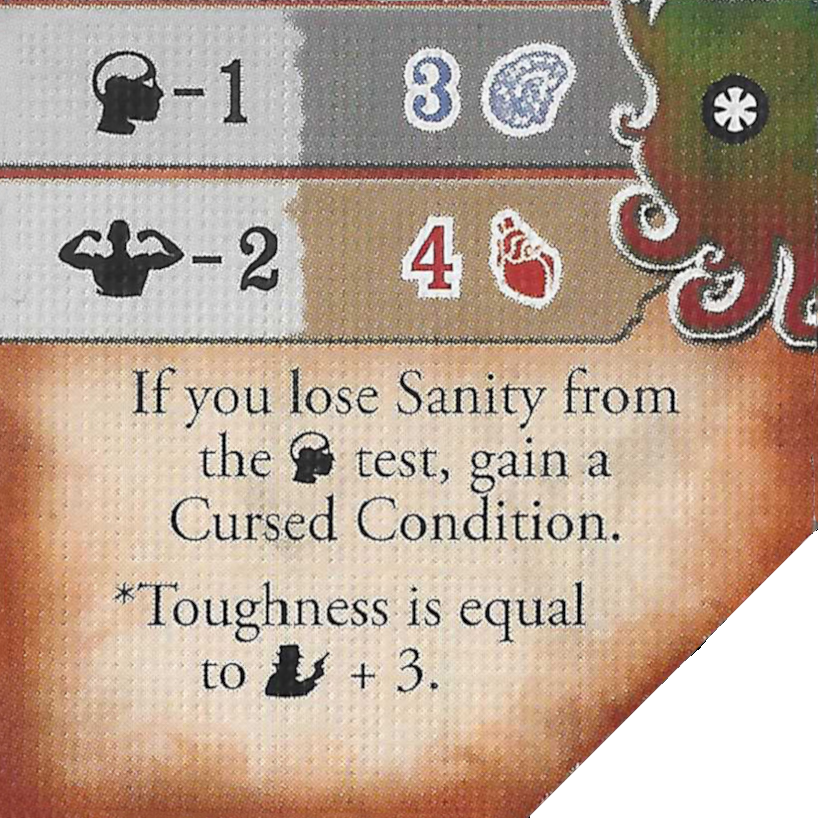 -1 3 *
-2 4
If you lose Sanity from
the test, gain a
Cursed Condition.
*Toughness is equal
to + 3.